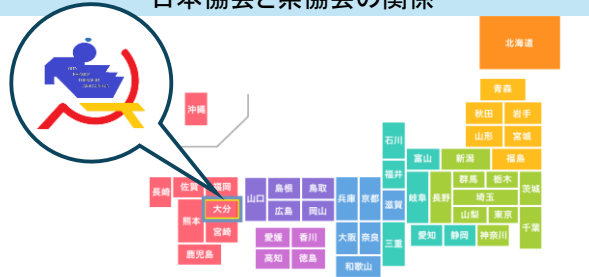 日本協会と県協会の関係
北海道
青森
沖縄
秋田 岩手
山形 宮城
石川
富山 新潟 福島
福井
群馬 栃木
茨城
長崎 佐賀 福岡
山口 島根 鳥取
兵庫 京都 滋賀
岐阜 長野 埼玉
大分
広島 岡山
山梨 東京
千葉
熊本
宮崎
愛媛 香川
大阪 奈良
三重 愛知 静岡 神奈川
鹿児島
高知 徳島
和歌山